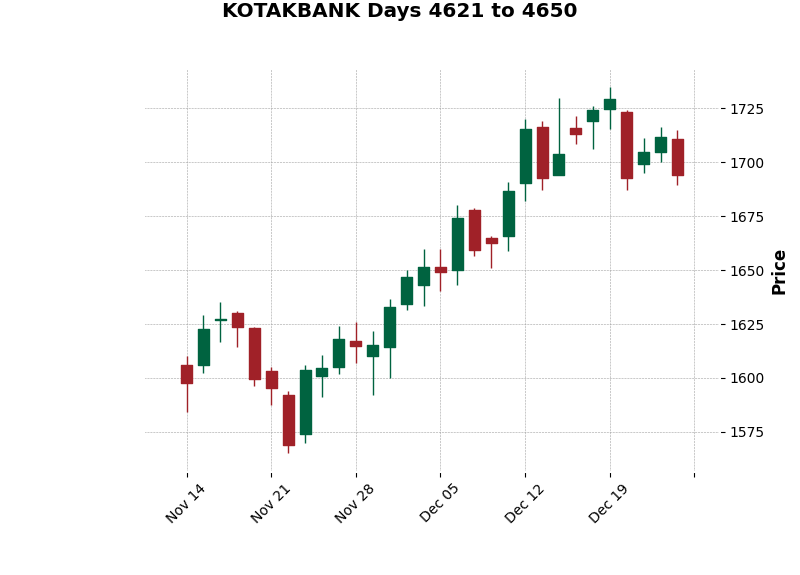 KOTAKBANK Days 4621 to 4650
1725
1700
1675
1650
1625
1600
1575
Price
Nov 14
Nov 21
Nov 28
Dec 05
Dec 12
Dec 19